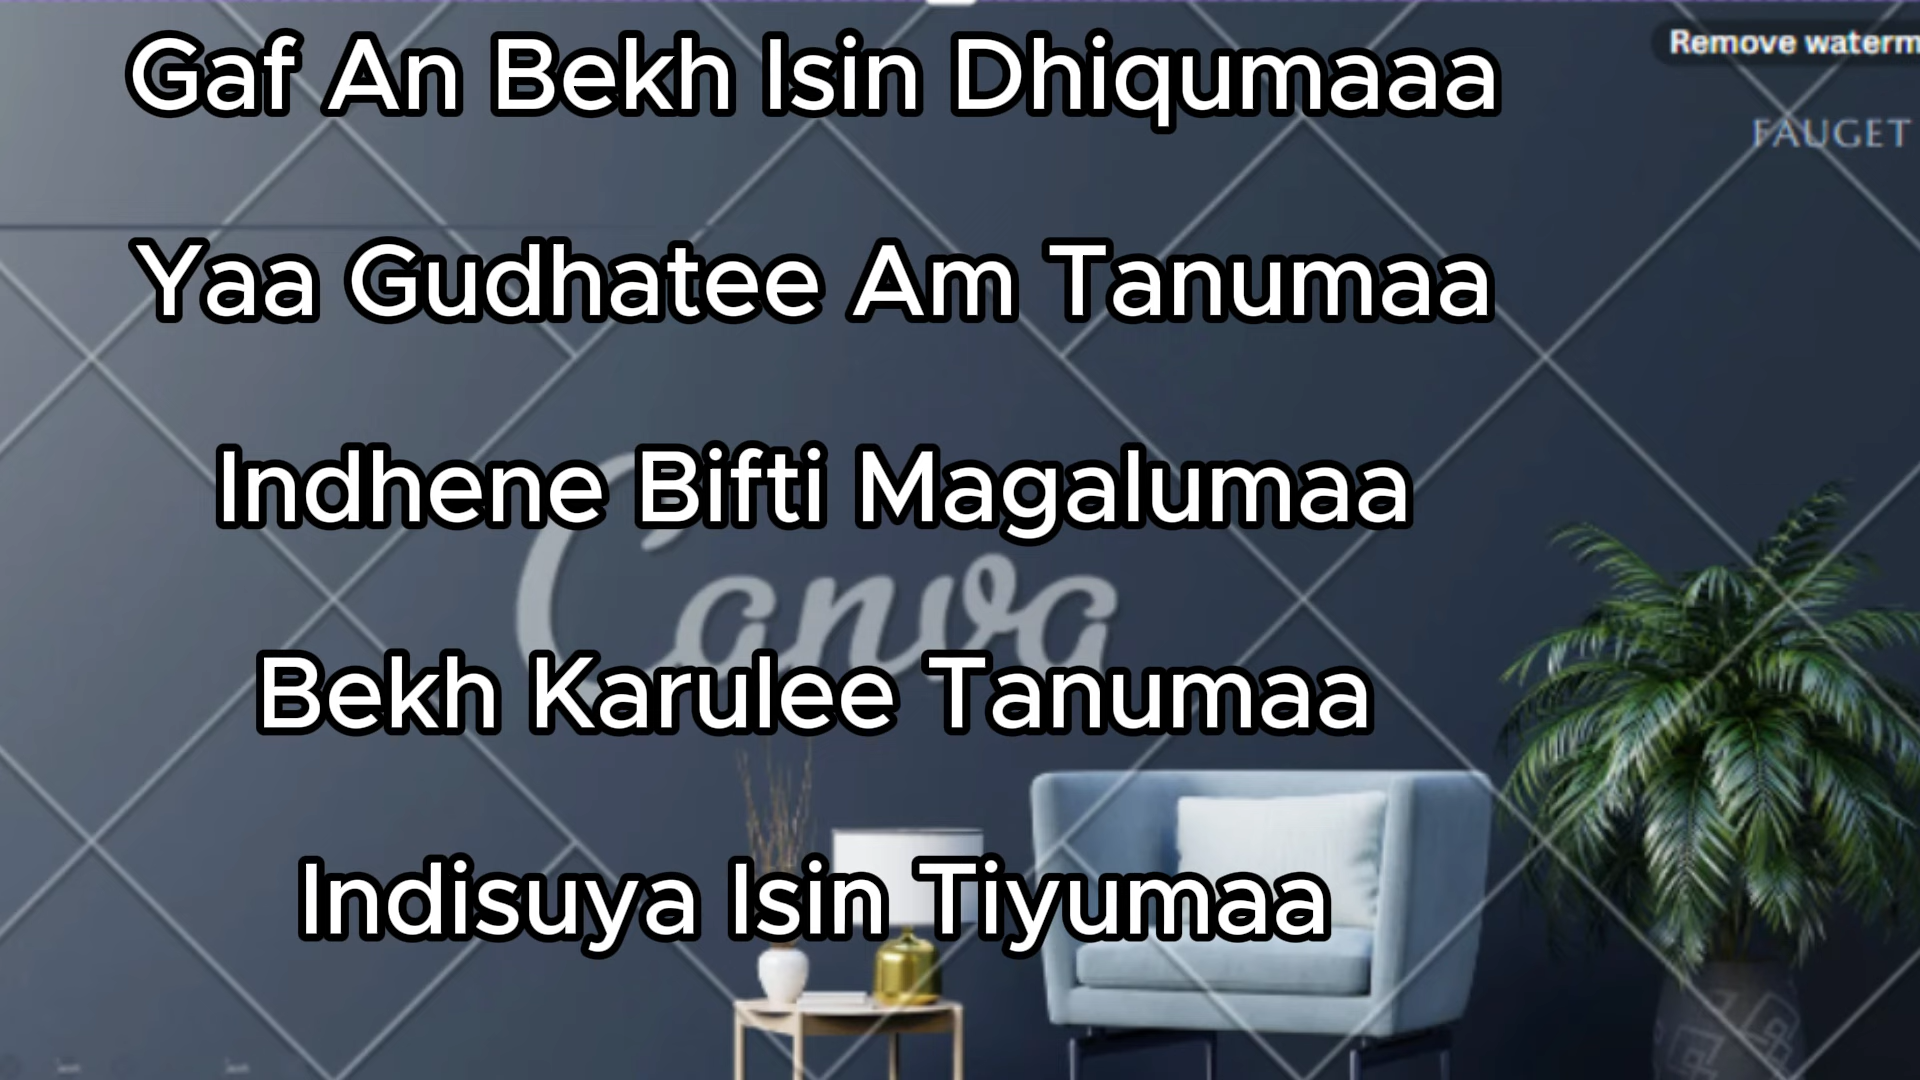 Gaf An Bekh Isin Dhiqumaaa
Remove waterm
FAUGET
Yaa Gudhatee Am Tanumaa
Indhene Bifti Magalumaa
Canva
Bekh Karulee Tanumaa
Indisuya Isin Tiyumaa